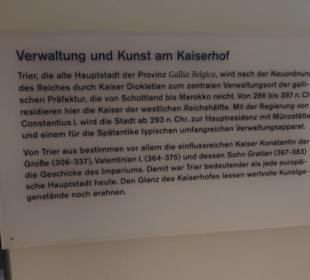 Verwaltung und Kunst am Kaiserhof
Trier, die alte Hauptstadt der Provinz Gallia Belgica, wird nach der Neuordnung
des Reiches durch Kaiser Diokletian zum zentralen Verwaltungsort der galli-
schen Präfektur, die von Schottland bis Marokko reicht. Von 286 bis 387 n. Chr.
residieren hier die Kaiser der westlichen Reichshälfte. Mit der Regierung von
Constantius I. wird die Stadt ab 293 n. Chr. zur Hauptresidenz mit Münzstätte
und einem für die Spätantike typischen umfangreichen Verwaltungsapparat.
Von Trier aus bestimmen vor allem die einflussreichen Kaiser Konstantin der
Große (306-337), Valentinian I. (364-375) und dessen Sohn Gratian (367-383)
die Geschicke des Imperiums. Damit war Trier bedeutender als jede europäi-
sche Hauptstadt heute. Den Glanz des Kaiserhofes lassen wertvolle Kunstge-
genstände noch erahnen.